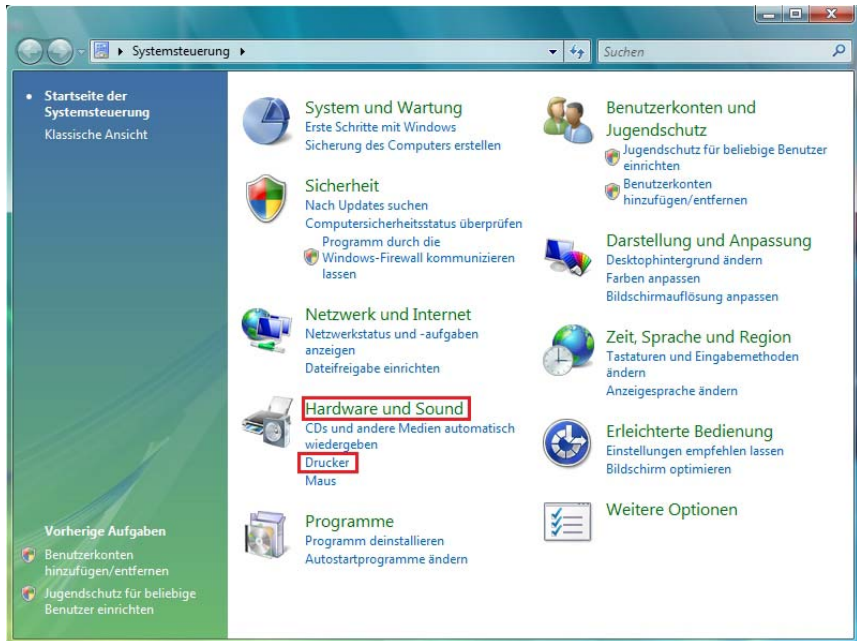 Systemsteuerung
Suchen
Startseite der
Systemsteuerung
Klassische Ansicht
Vorherige Aufgaben
Benutzerkonten
hinzufügen/entfernen
Jugendschutz für beliebige
Benutzer einrichten
System und Wartung
Erste Schritte mit Windows
Sicherung des Computers erstellen
Sicherheit
Nach Updates suchen
Computersicherheitsstatus überprüfen
Programm durch die
Windows-Firewall kommunizieren
lassen
Netzwerk und Internet
Netzwerkstatus und -aufgaben
anzeigen
Dateifreigabe einrichten
Hardware und Sound
CDs und andere Medien automatisch
wiedergeben
Drucker
Maus
Programme
Programm deinstallieren
Autostartprogramme ändern
Benutzerkonten und
Jugendschutz
Jugendschutz für beliebige Benutzer
einrichten
Benutzerkonten
hinzufügen/entfernen
Darstellung und Anpassung
Desktophintergrund ändern
Farben anpassen
Bildschirmauflösung anpassen
Zeit, Sprache und Region
Tastaturen und Eingabemethoden
ändern
Anzeigesprache ändern
Erleichterte Bedienung
Einstellungen empfehlen lassen
Bildschirm optimieren
Weitere Optionen